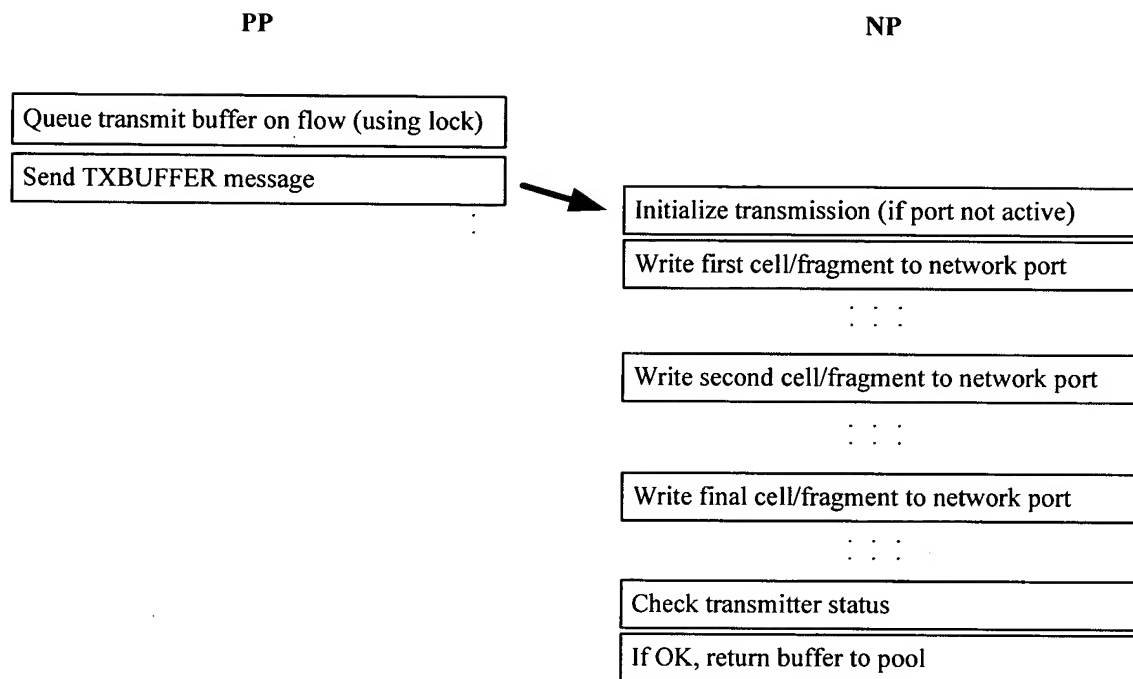 PP
NP
Queue transmit buffer on flow (using lock)
Send TXBUFFER message
Initialize transmission (if port not active)
Write first cell/fragment to network port
Write second cell/fragment to network port
Write final cell/fragment to network port
Check transmitter status
If OK, return buffer to pool